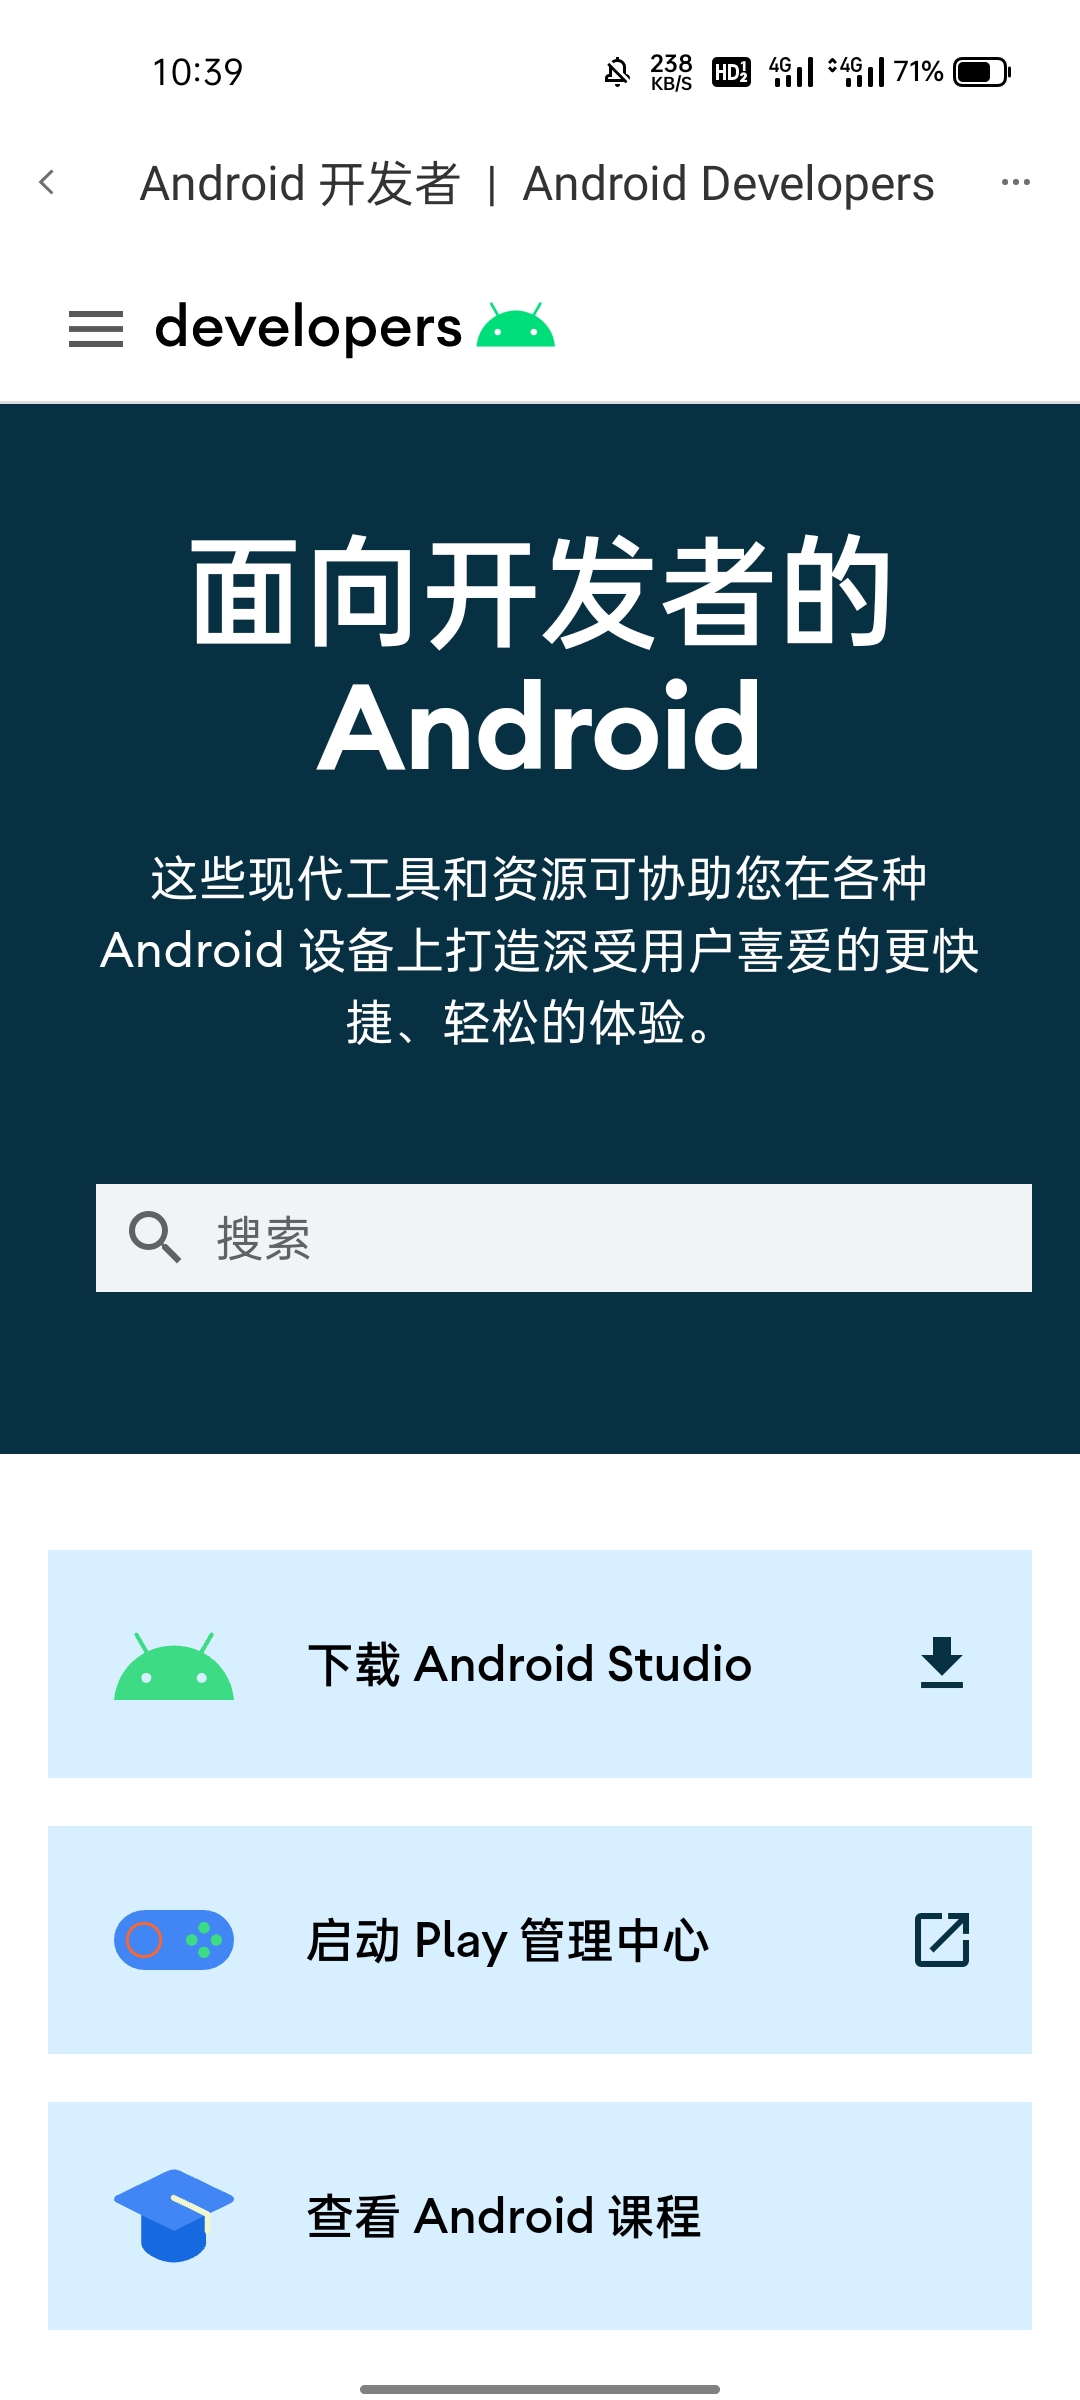 10:39
238
KB/S
HD 1 2
4G
4G
71%
Android 开发者 | Android Developers
developers
面向开发者的
Android
这些现代工具和资源可协助您在各种
Android 设备上打造深受用户喜爱的更快
捷、轻松的体验。
搜索
下载 Android Studio
启动 Play 管理中心
查看 Android 课程